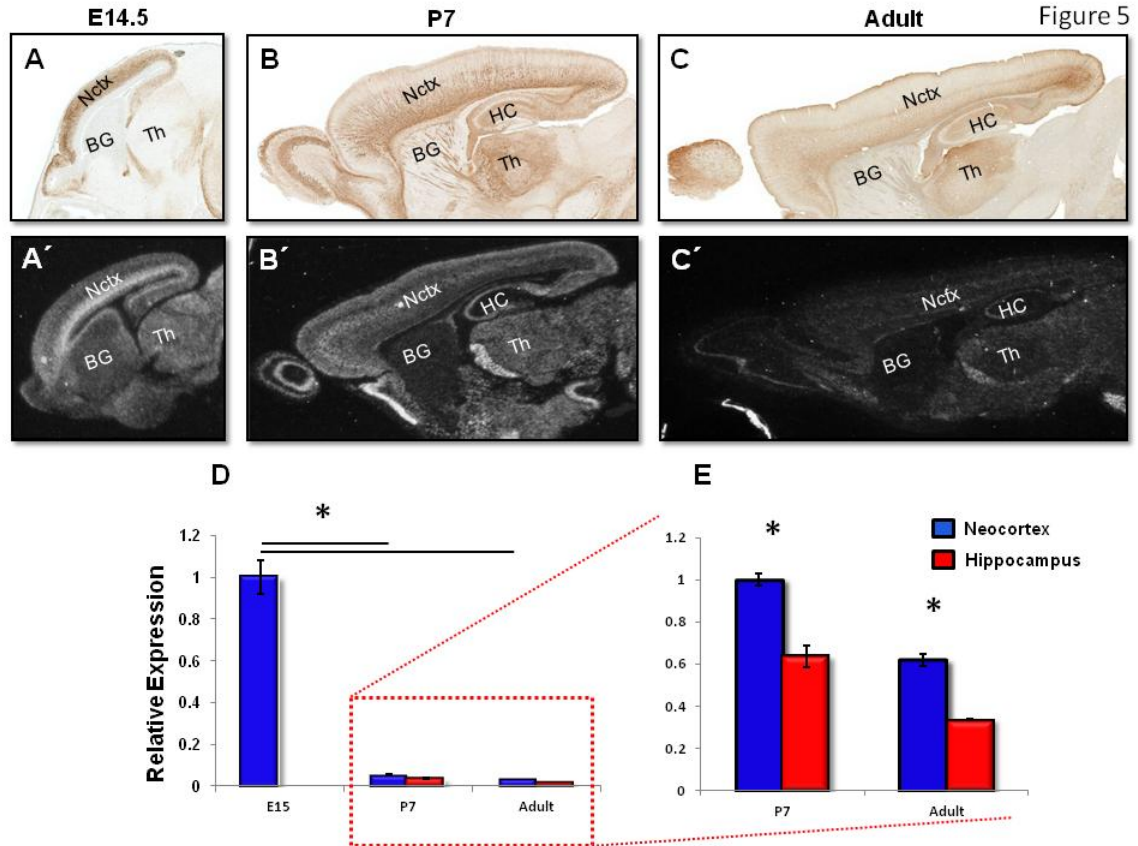 E14.5 P7 Adult Figure 5
A B C
Nctx BG Th
Nctx HC BG Th
Nctx HC BG Th
A´ B´ C´
Nctx BG Th
Nctx HC BG Th
Nctx HC BG Th
D E
*
Relative Expression
1.2
1
0.8
0.6
0.4
0.2
0
E15 P7 Adult
Neocortex
Hippocampus
*
*
1.2
1
0.8
0.6
0.4
0.2
0
P7 Adult